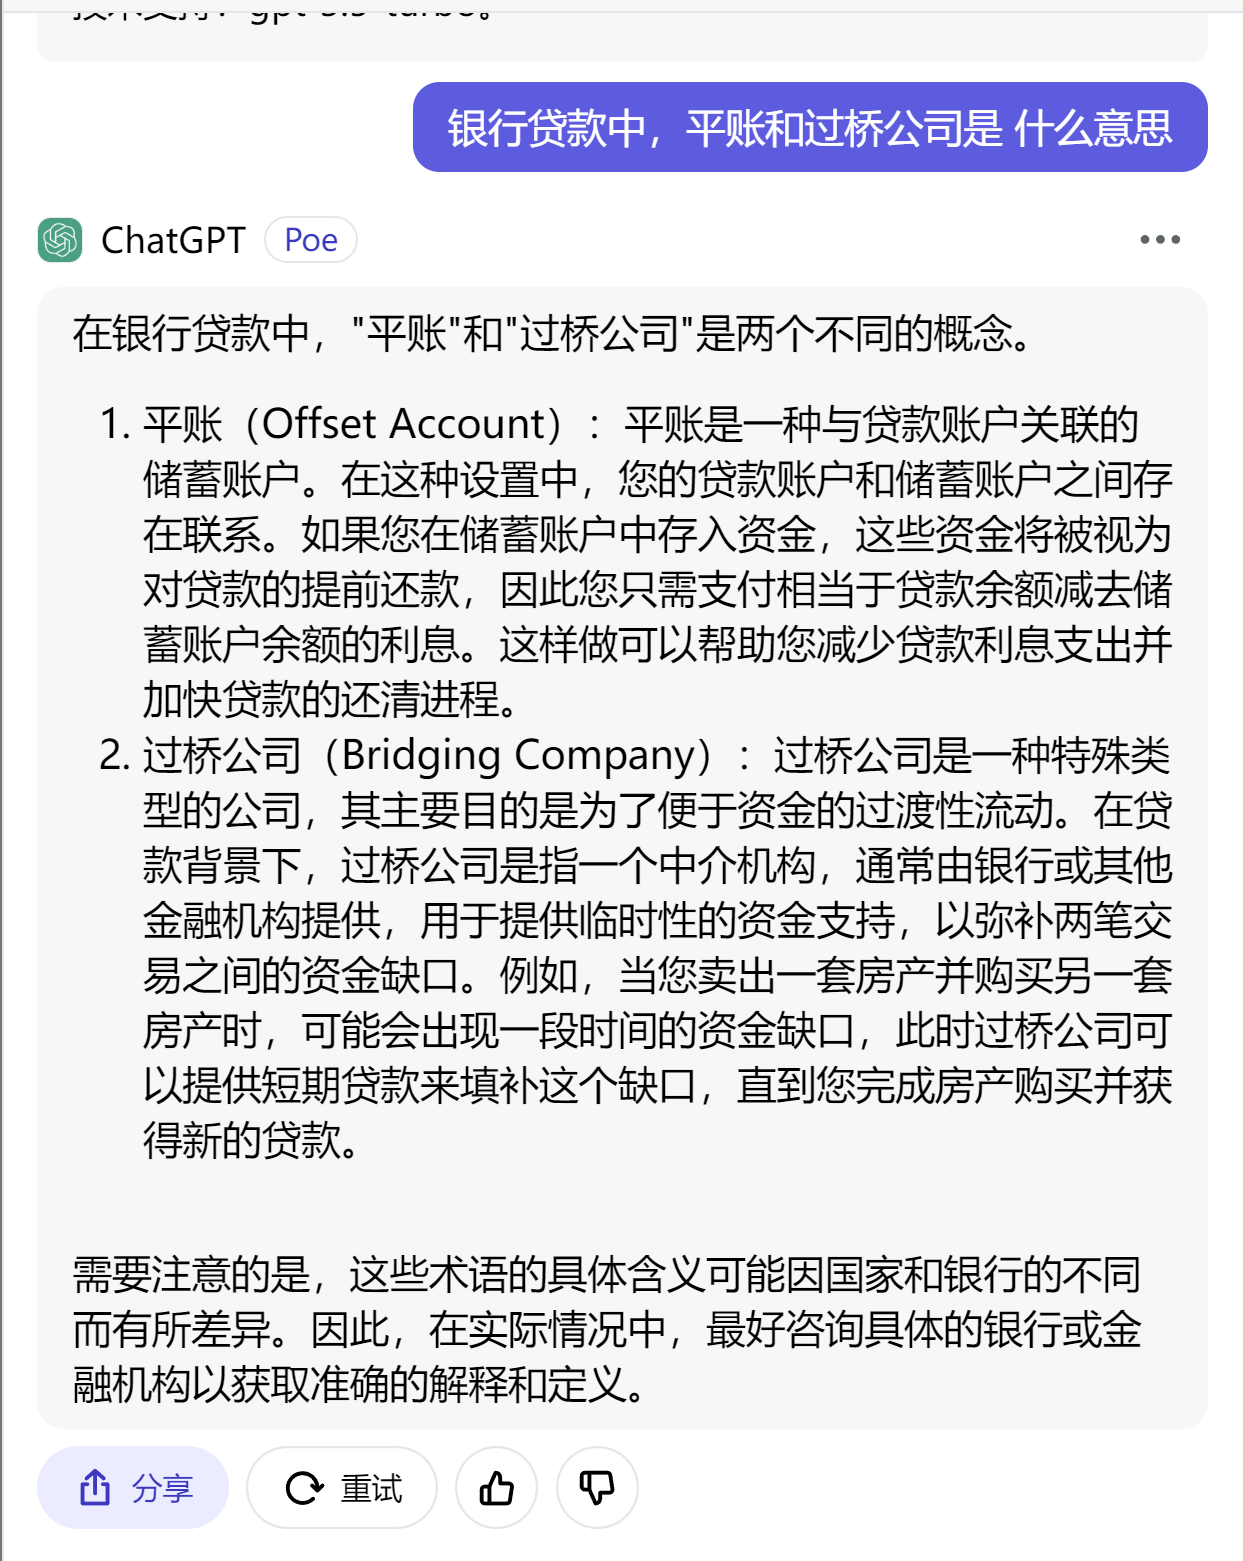 技术支持：gpt-3.5-turbo。
银行贷款中，平账和过桥公司是 什么意思
ChatGPT Poe
在银行贷款中，"平账"和"过桥公司"是两个不同的概念。
1. 平账（Offset Account）：平账是一种与贷款账户关联的
储蓄账户。在这种设置中，您的贷款账户和储蓄账户之间存
在联系。如果您在储蓄账户中存入资金，这些资金将被视为
对贷款的提前还款，因此您只需支付相当于贷款余额减去储
蓄账户余额的利息。这样做可以帮助您减少贷款利息支出并
加快贷款的还清进程。
2. 过桥公司（Bridging Company）：过桥公司是一种特殊类
型的公司，其主要目的是为了便于资金的过渡性流动。在贷
款背景下，过桥公司是指一个中介机构，通常由银行或其他
金融机构提供，用于提供临时性的资金支持，以弥补两笔交
易之间的资金缺口。例如，当您卖出一套房产并购买另一套
房产时，可能会出现一段时间的资金缺口，此时过桥公司可
以提供短期贷款来填补这个缺口，直到您完成房产购买并获
得新的贷款。
需要注意的是，这些术语的具体含义可能因国家和银行的不同
而有所差异。因此，在实际情况中，最好咨询具体的银行或金
融机构以获取准确的解释和定义。
分享 重试